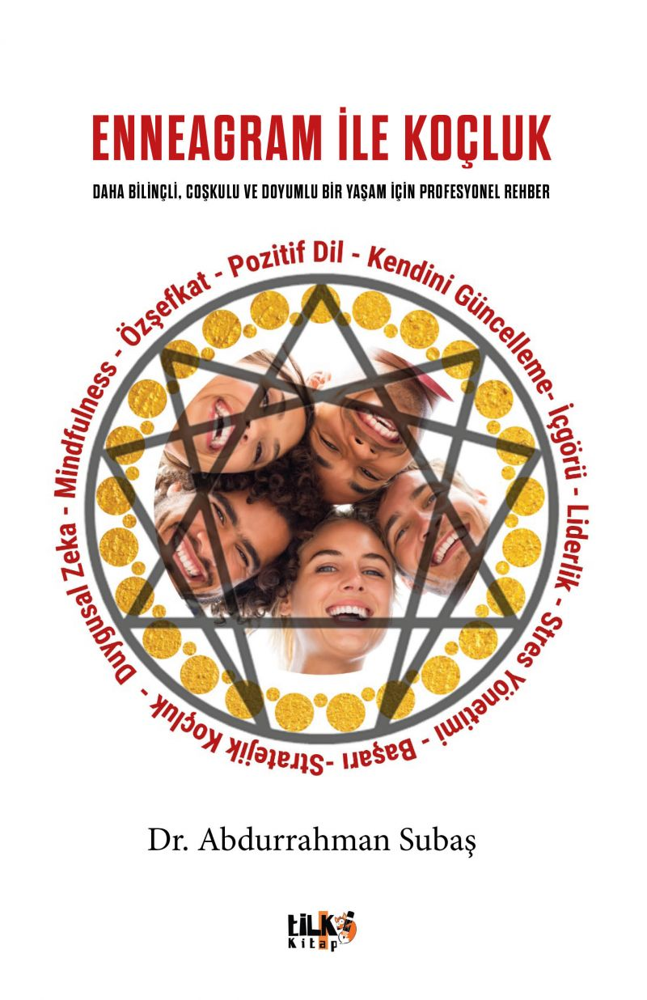 ENNEAGRAM İLE KOÇLUK
DAHA BİLİNÇLİ, COŞKULU VE DOYUMLU BİR YAŞAM İÇİN PROFESYONEL REHBER
Duygusal Zeka - Mindfulness - Özşefkat - Pozitif Dil - Kendini Güncelleme- İçgörü - Liderlik - Stres Yönetimi - Başarı -Stratejik Koçluk -
Dr. Abdurrahman Subaş
tilki
Kitap